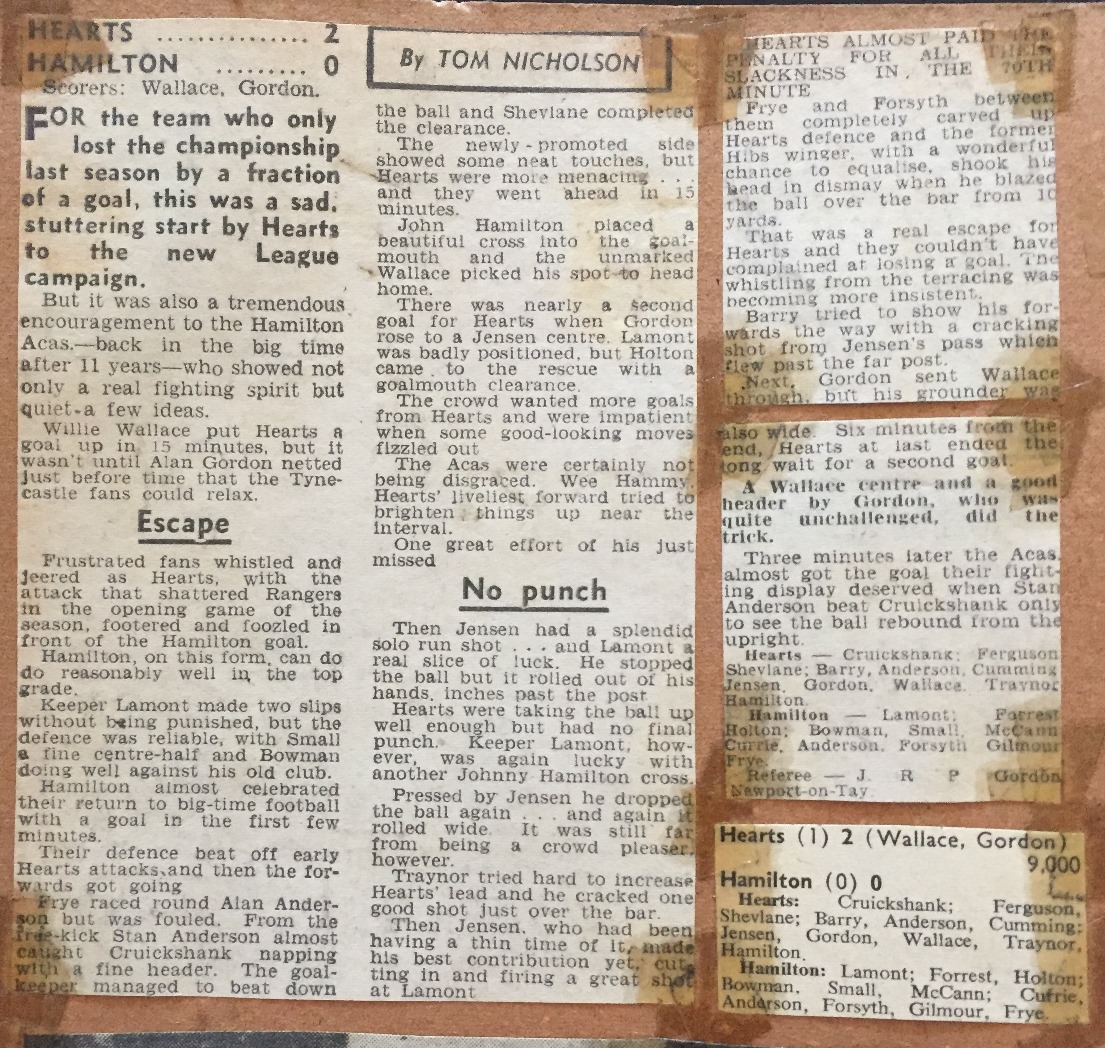 HEARTS ............... 2
HAMILTON ......... 0
Scorers: Wallace, Gordon.
FOR the team who only
lost the championship
last season by a fraction
of a goal, this was a sad,
stuttering start by Hearts
to the new League
campaign.
But it was also a tremendous
encouragement to the Hamilton
Acas.—back in the big time
after 11 years—who showed not
only a real fighting spirit but
quiet-a few ideas.
Willie Wallace put Hearts a
goal up in 15 minutes, but it
wasn't until Alan Gordon netted
just before time that the Tyne-
castle fans could relax.
Escape
Frustrated fans whistled and
jeered as Hearts, with the
attack that shattered Rangers
in the opening game of the
season, footered and foozled in
front of the Hamilton goal.
Hamilton, on this form, can do
do reasonably well in the top
grade.
Keeper Lamont made two slips
without being punished, but the
defence was reliable, with Small
a fine centre-half and Bowman
doing well against his old club.
Hamilton almost celebrated
their return to big-time football
with a goal in the first few
minutes.
Their defence beat off early
Hearts attacks and then the for-
wards got going
Frye raced round Alan Ander-
son but was fouled. From the
free-kick Stan Anderson almost
caught Cruickshank napping
with a fine header. The goal-
keeper managed to beat down
By TOM NICHOLSON
the ball and Shevlane completed
the clearance.
The newly-promoted side
showed some neat touches, but
Hearts were more menacing . . .
and they went ahead in 15
minutes.
John Hamilton placed a
beautiful cross into the goal-
mouth and the unmarked
Wallace picked his spot to head
home.
There was nearly a second
goal for Hearts when Gordon
rose to a Jensen centre. Lamont
was badly positioned, but Holton
came to the rescue with a
goalmouth clearance.
The crowd wanted more goals
from Hearts and were impatient
when some good-looking moves
fizzled out
The Acas were certainly not
being disgraced. Wee Hammy,
Hearts' liveliest forward tried to
brighten things up near the
interval.
One great effort of his just
missed
No punch
Then Jensen had a splendid
solo run shot . . . and Lamont a
real slice of luck. He stopped
the ball but it rolled out of his
hands, inches past the post
Hearts were taking the ball up
well enough but had no final
punch. Keeper Lamont, how-
ever, was again lucky with
another Johnny Hamilton cross.
Pressed by Jensen he dropped
the ball again . . . and again it
rolled wide. It was still far
from being a crowd pleaser,
however.
Traynor tried hard to increase
Hearts' lead and he cracked one
good shot just over the bar.
Then Jensen, who had been
having a thin time of it, made
his best contribution yet, cut-
ting in and firing a great shot
at Lamont
HEARTS ALMOST PAID THE
PENALTY FOR ALL THEIR
SLACKNESS IN THE 70TH
MINUTE
Frye and Forsyth between
them completely carved up
Hearts defence and the former
Hibs winger, with a wonderful
chance to equalise, shook his
head in dismay when he blazed
the ball over the bar from 10
yards.
That was a real escape for
Hearts and they couldn't have
complained at losing a goal. The
whistling from the terracing was
becoming more insistent.
Barry tried to show his for-
wards the way with a cracking
shot from Jensen's pass which
flew past the far post.
Next, Gordon sent Wallace
through, but his grounder was
also wide. Six minutes from the
end, Hearts at last ended the
long wait for a second goal.
A Wallace centre and a good
header by Gordon, who was
quite unchallenged, did the
trick.
Three minutes later the Acas.
almost got the goal their fight-
ing display deserved when Stan
Anderson beat Cruickshank only
to see the ball rebound from the
upright.
Hearts — Cruickshank; Ferguson,
Shevlane; Barry, Anderson, Cumming
Jensen, Gordon, Wallace, Traynor
Hamilton.
Hamilton — Lamont; Forrest
Holton; Bowman, Small, McCann
Currie, Anderson, Forsyth Gilmour
Frye.
Referee — J. R P Gordon
Newport-on-Tay.
Hearts (1) 2 (Wallace, Gordon)
9,000
Hamilton (0) 0
Hearts: Cruickshank; Ferguson,
Shevlane; Barry, Anderson, Cumming;
Jensen, Gordon, Wallace, Traynor,
Hamilton.
Hamilton: Lamont; Forrest, Holton;
Bowman, Small, McCann; Currie,
Anderson, Forsyth, Gilmour, Frye.